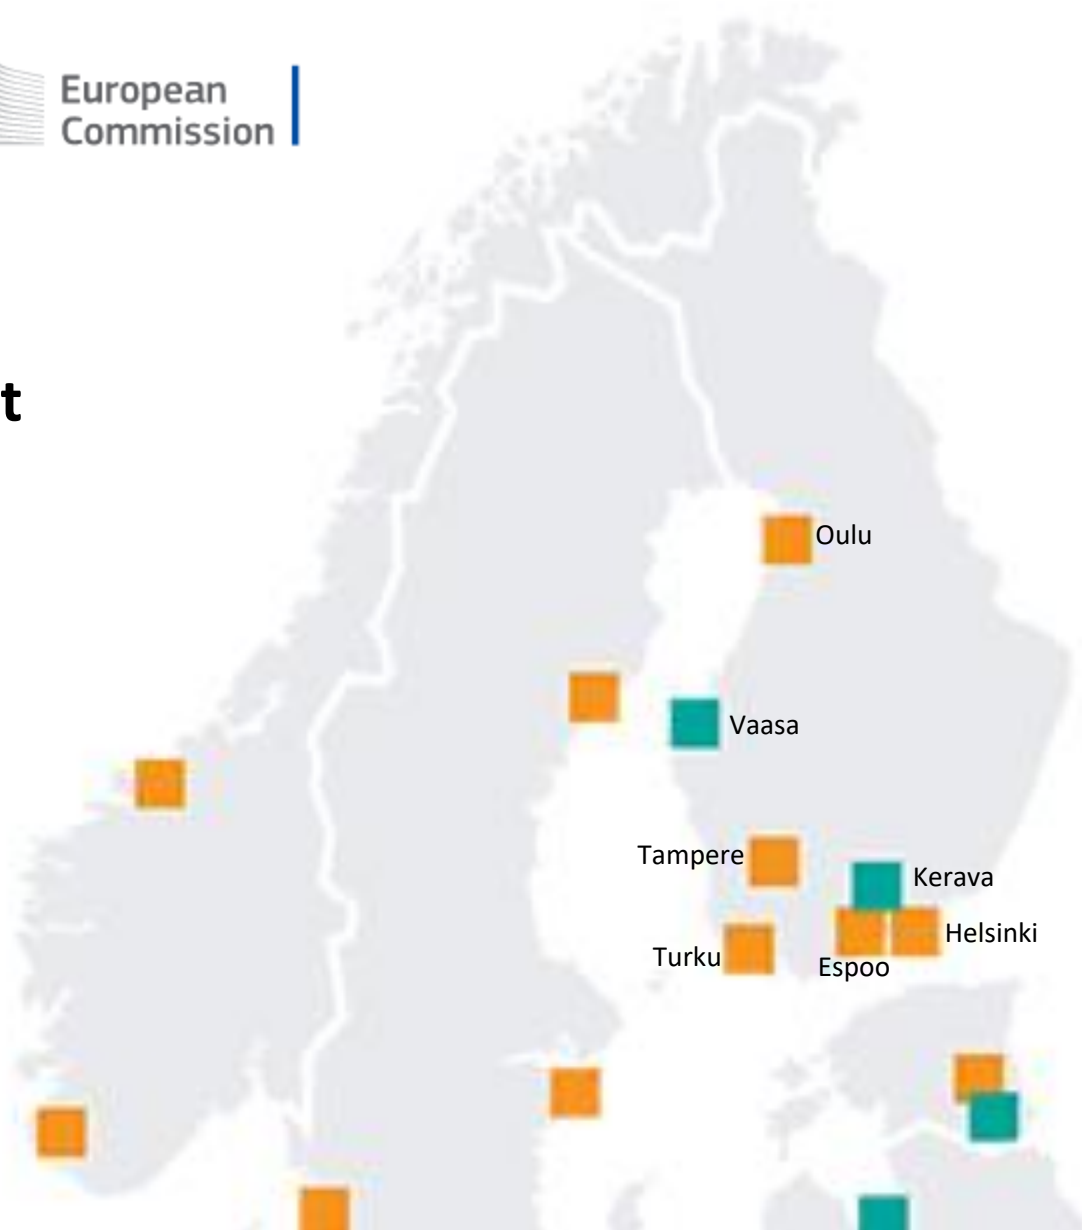 European
Commission
t
Oulu
Vaasa
Tampere
Kerava
Helsinki
Turku
Espoo